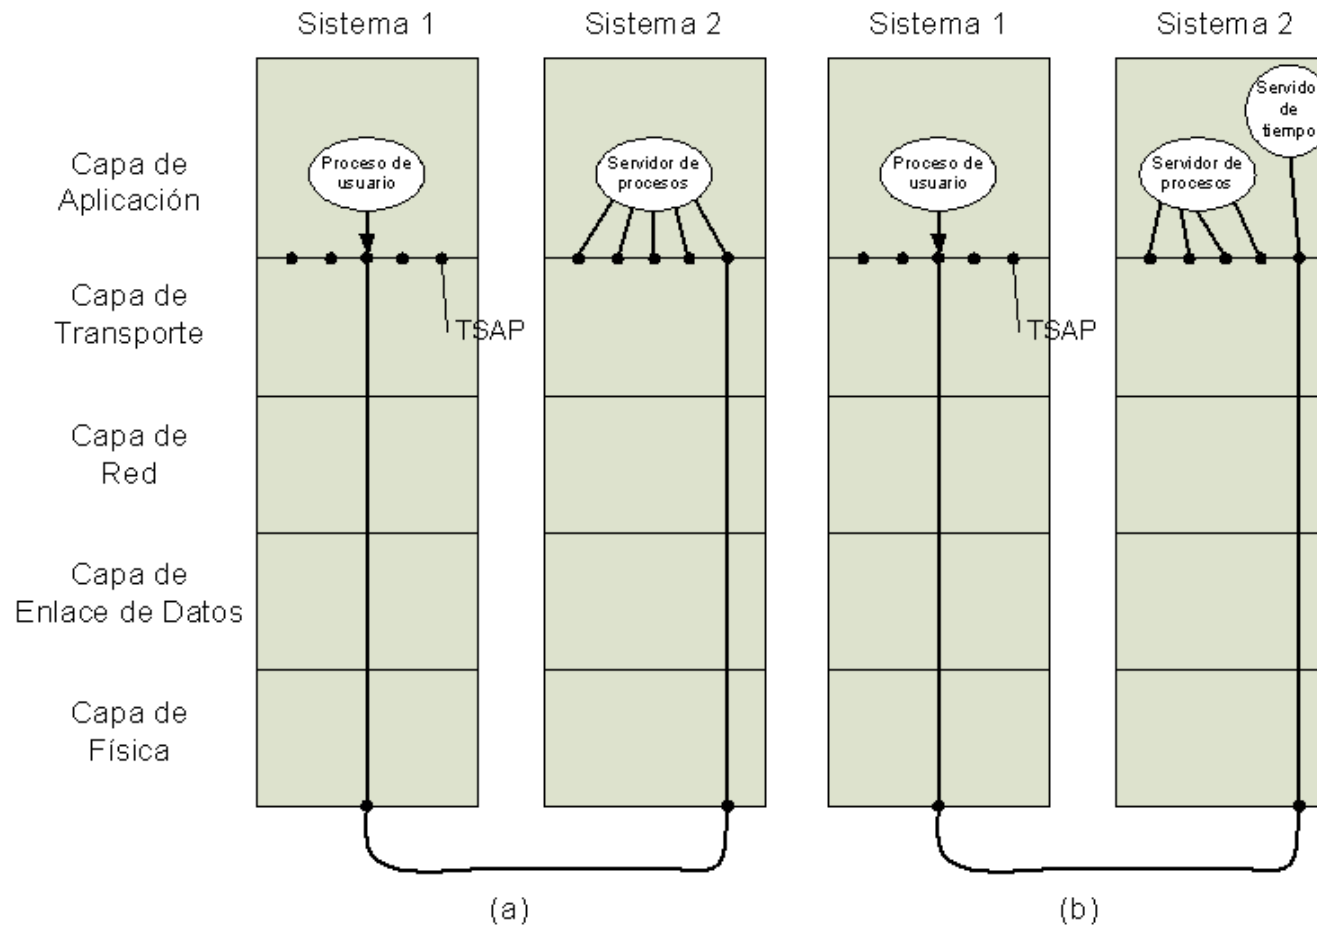 Sistema 1
Sistema 2
Sistema 1
Sistema 2
Capa de
Aplicación
Proceso de
usuario
Servidor de
procesos
Proceso de
usuario
Servidor de
procesos
Servidor
de
tiempo
Capa de
Transporte
TSAP
TSAP
Capa de
Red
Capa de
Enlace de Datos
Capa de
Física
(a)
(b)